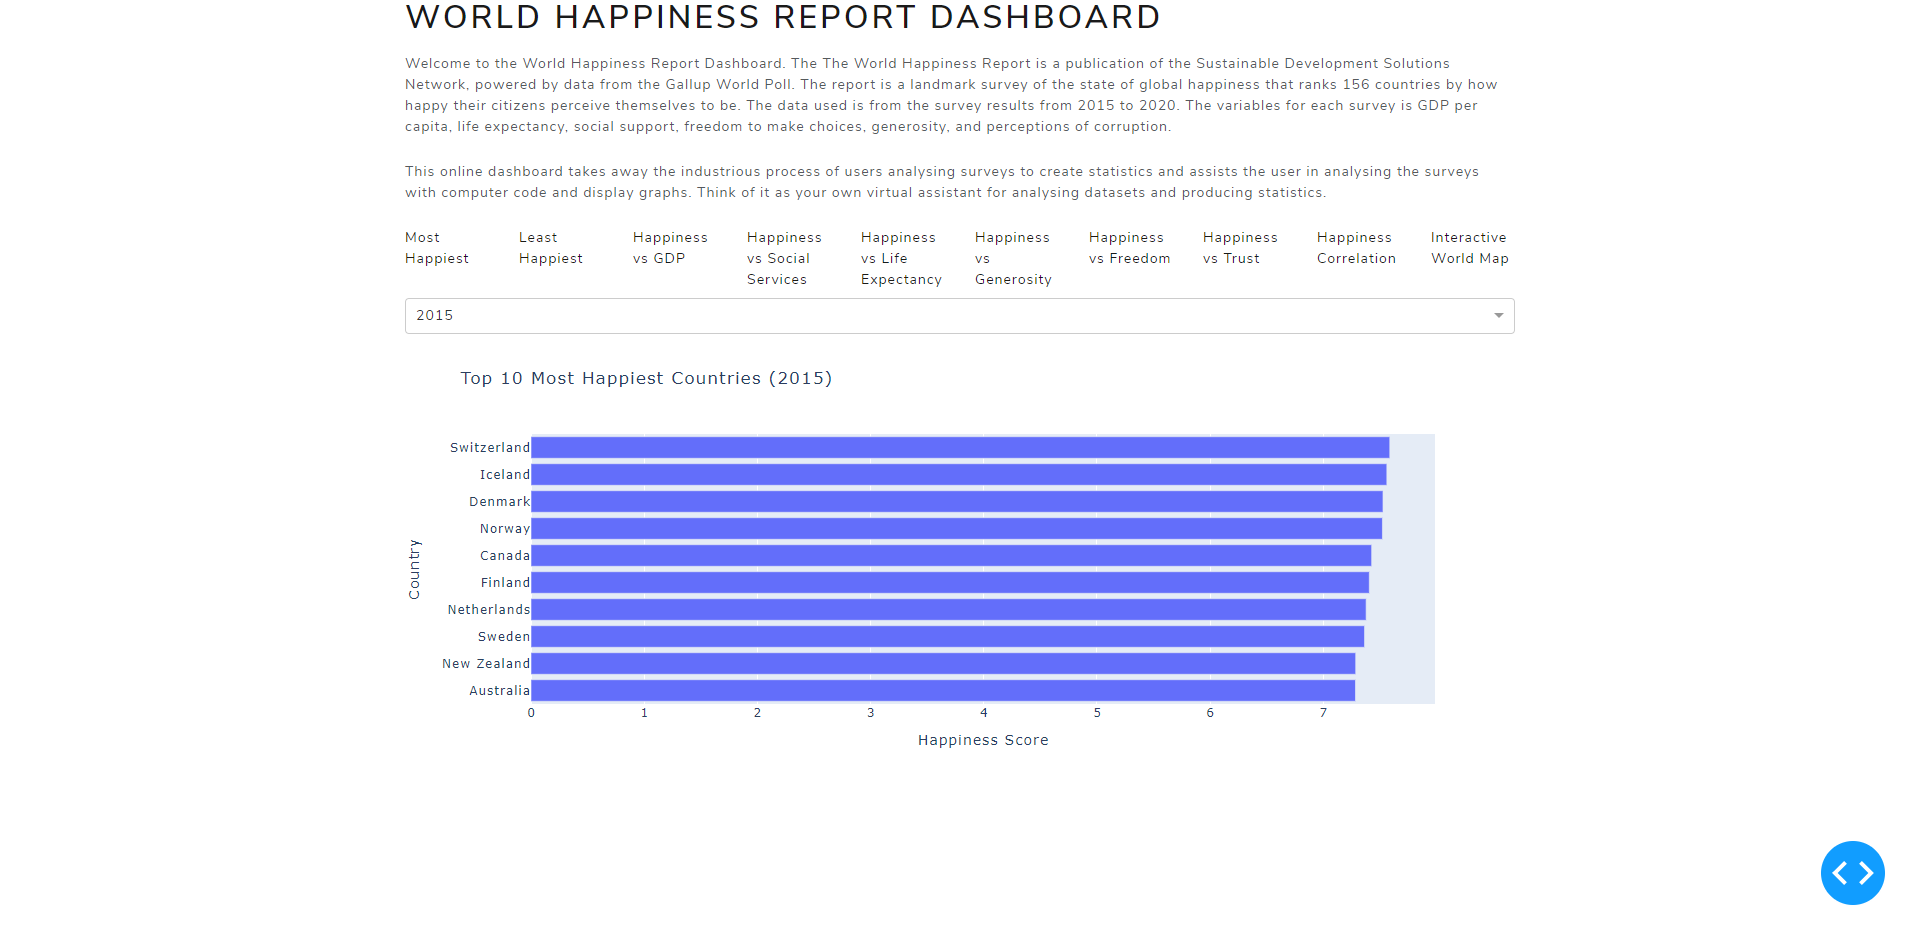 WORLD HAPPINESS REPORT DASHBOARD
Welcome to the World Happiness Report Dashboard. The The World Happiness Report is a publication of the Sustainable Development Solutions
Network, powered by data from the Gallup World Poll. The report is a landmark survey of the state of global happiness that ranks 156 countries by how
happy their citizens perceive themselves to be. The data used is from the survey results from 2015 to 2020. The variables for each survey is GDP per
capita, life expectancy, social support, freedom to make choices, generosity, and perceptions of corruption.
This online dashboard takes away the industrious process of users analysing surveys to create statistics and assists the user in analysing the surveys
with computer code and display graphs. Think of it as your own virtual assistant for analysing datasets and producing statistics.
Most
Happiest
Least
Happiest
Happiness
vs GDP
Happiness
vs Social
Services
Happiness
vs Life
Expectancy
Happiness
vs
Generosity
Happiness
vs Freedom
Happiness
vs Trust
Happiness
Correlation
Interactive
World Map
2015
Top 10 Most Happiest Countries (2015)
Country
Switzerland
Iceland
Denmark
Norway
Canada
Finland
Netherlands
Sweden
New Zealand
Australia
0 1 2 3 4 5 6 7
Happiness Score